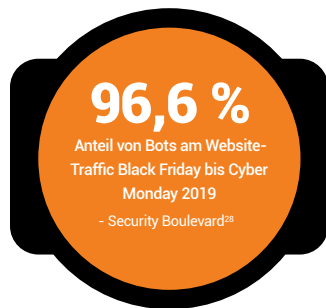 96,6 %
Anteil von Bots am Website-
Traffic Black Friday bis Cyber
Monday 2019
- Security Boulevard²⁸